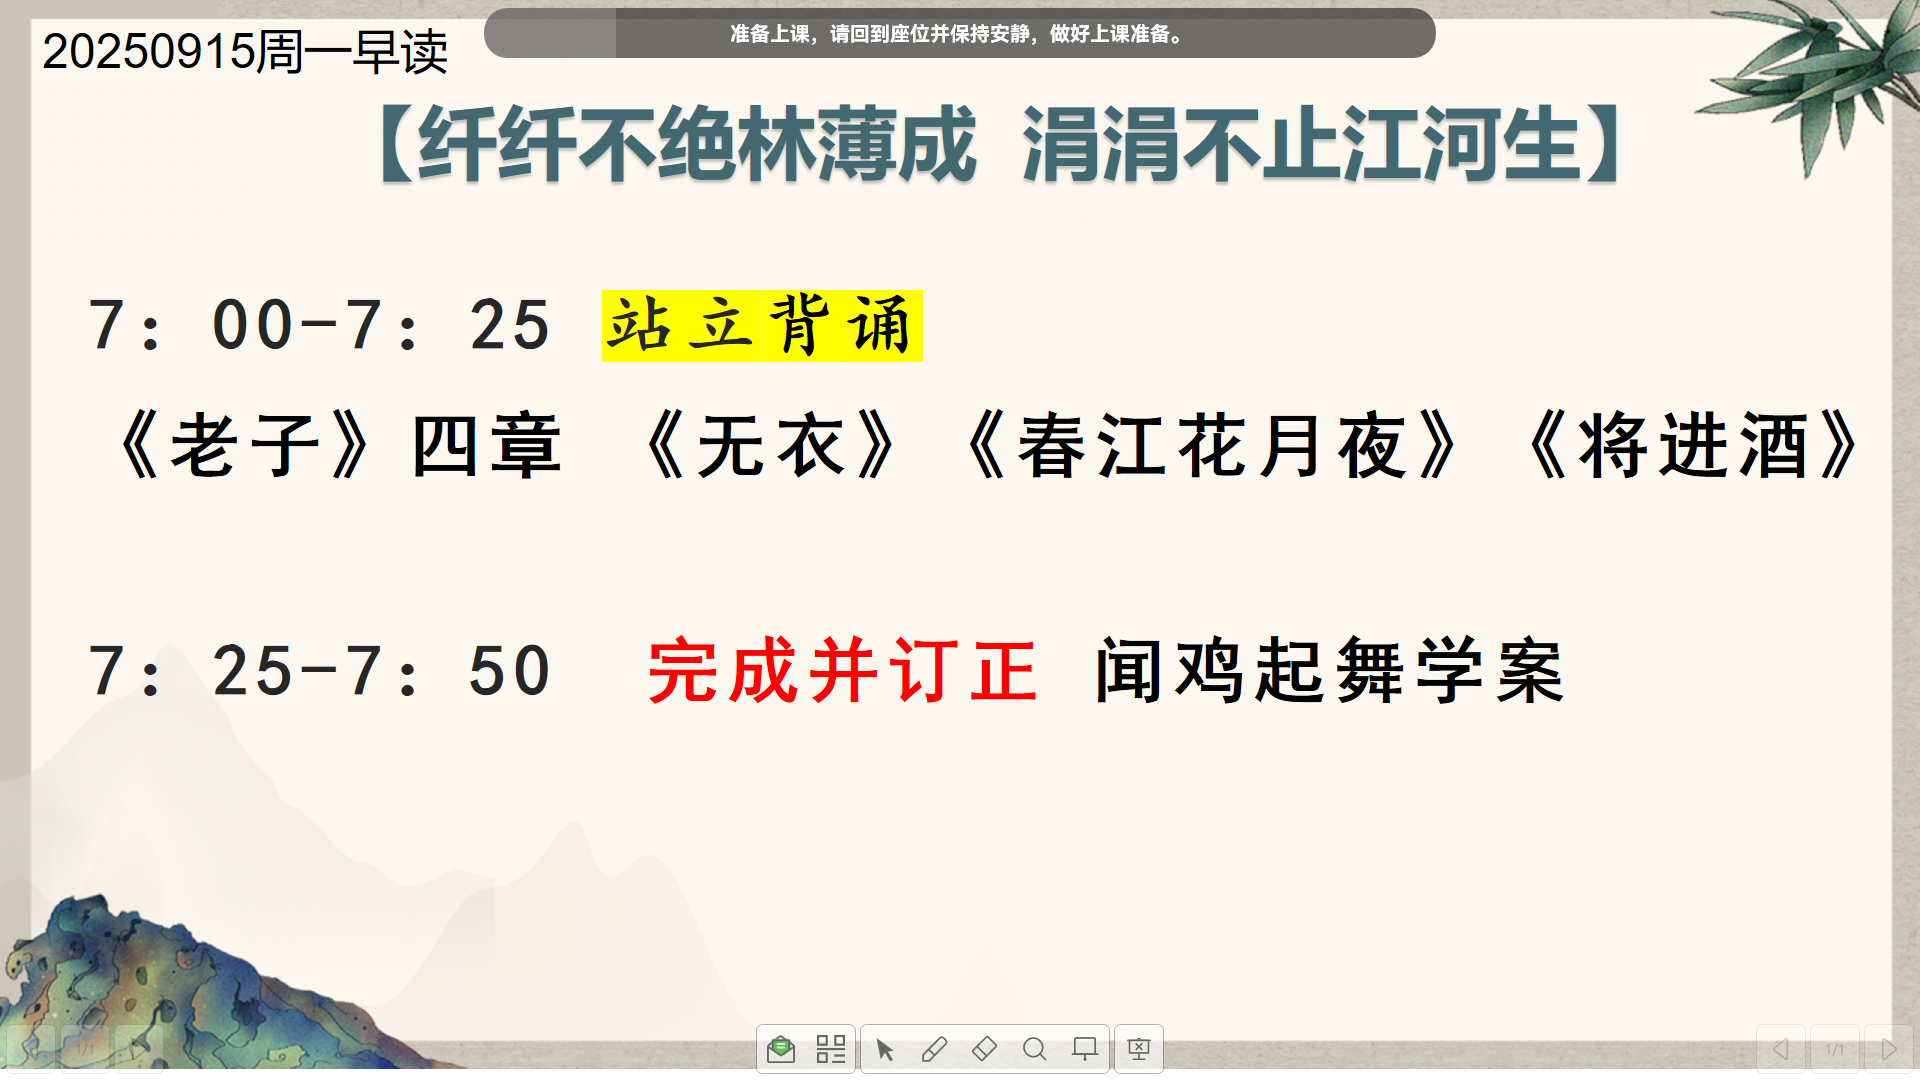 准备上课，请回到座位并保持安静，做好上课准备。
20250915周一早读
【纤纤不绝林薄成 涓涓不止江河生】
7：00-7：25 站立背诵
《老子》四章 《无衣》《春江花月夜》《将进酒》
7：25-7：50 完成并订正 闻鸡起舞学案
1/1
1/1